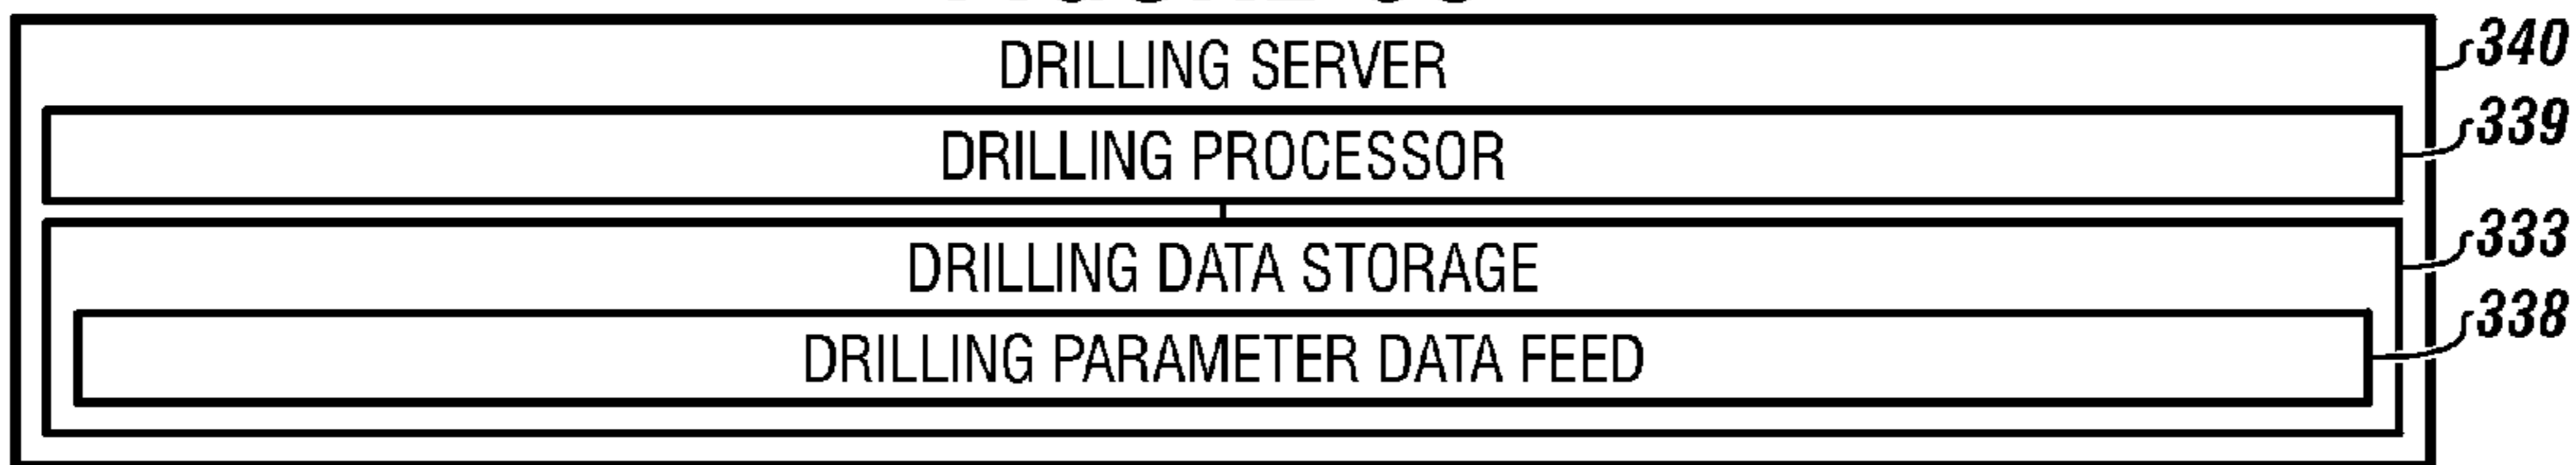 DRILLING SERVER 340
DRILLING PROCESSOR 339
DRILLING DATA STORAGE 333
DRILLING PARAMETER DATA FEED 338